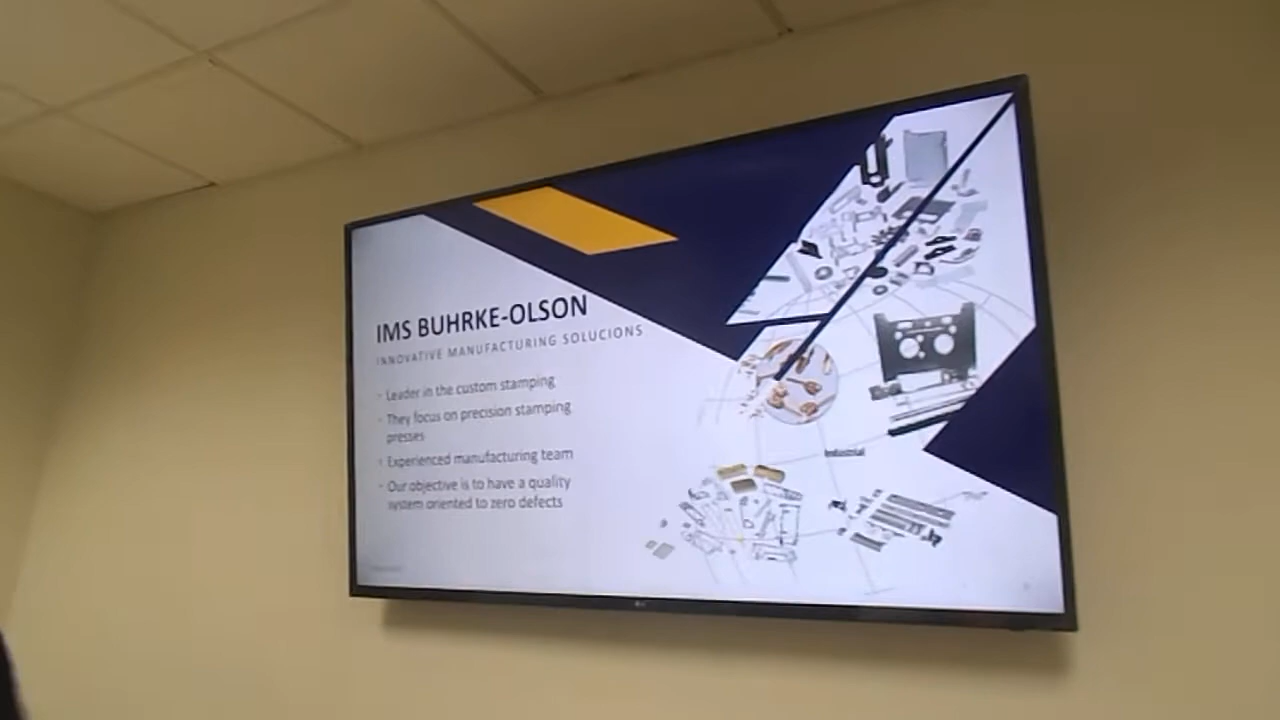 IMS BUHRKE-OLSON
INNOVATIVE MANUFACTURING SOLUCIONS
Leader in the custom stamping
They focus on precision stamping
presses
Experienced manufacturing team
Our objective is to have a quality
system oriented to zero defects
Industrial
LG